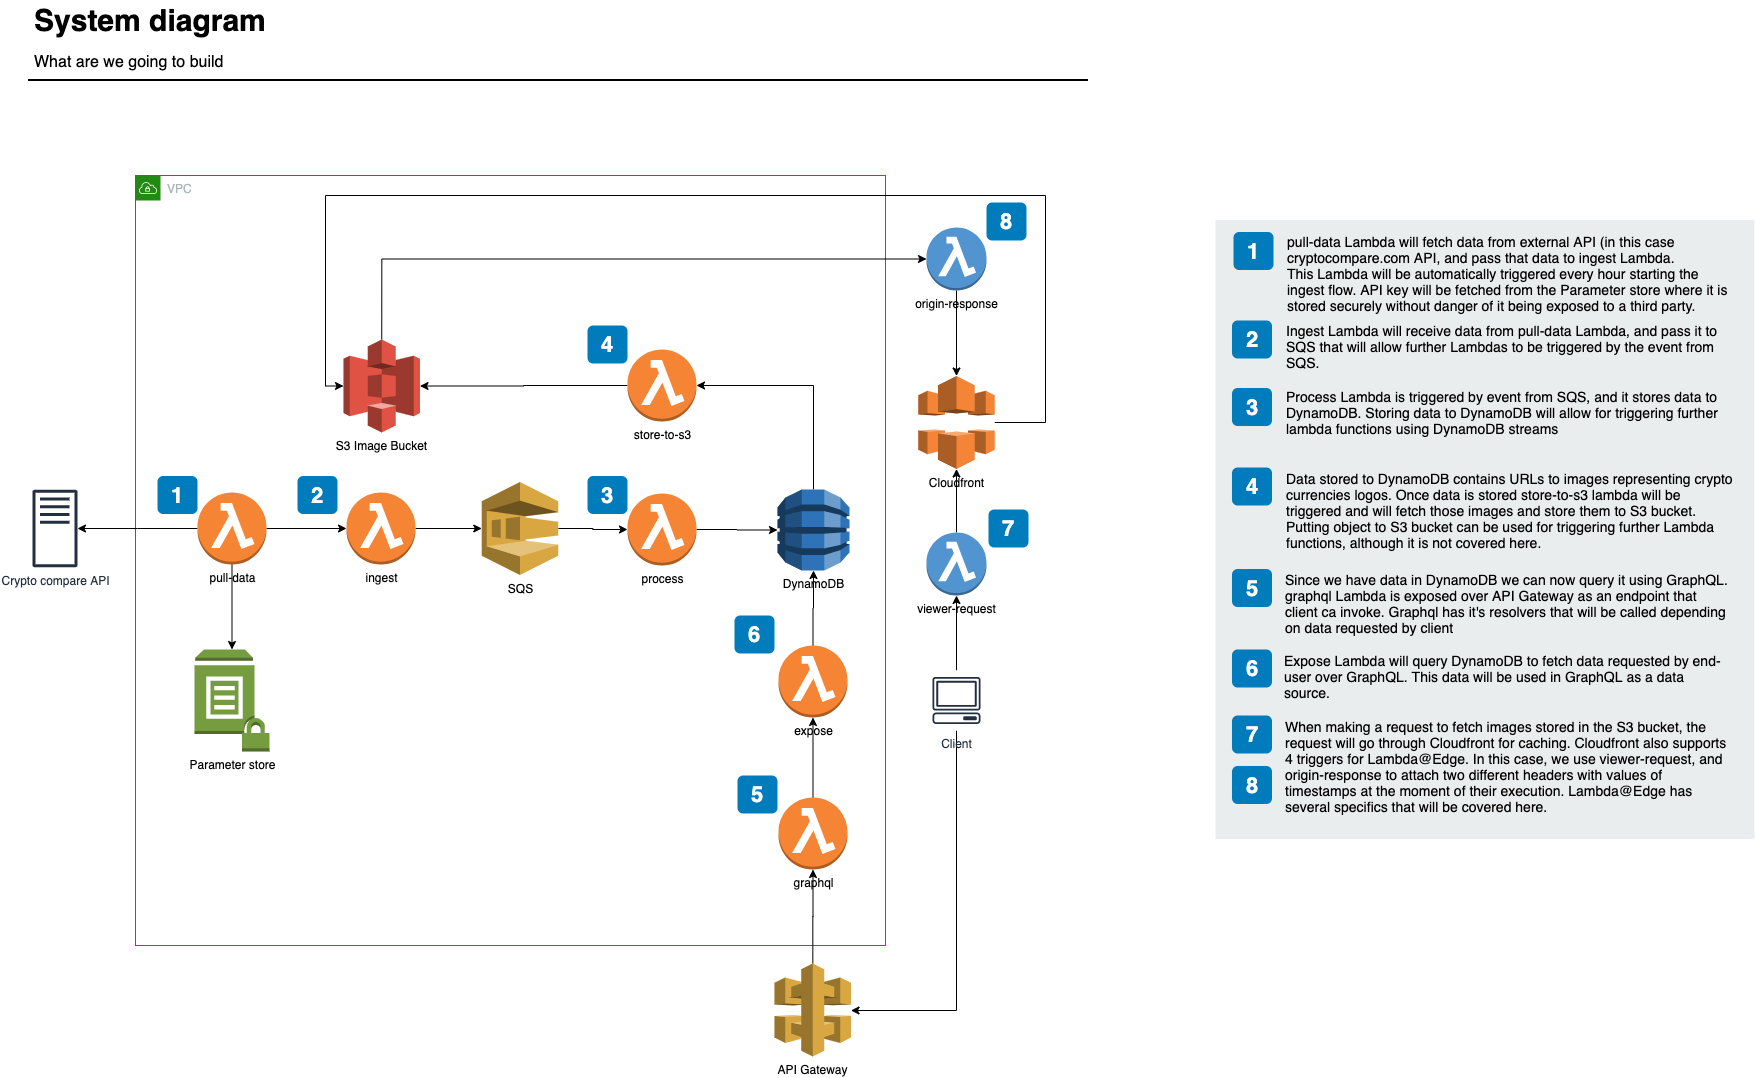 System diagram
What are we going to build
VPC
8
origin-response
4
S3 Image Bucket
store-to-s3
Cloudfront
1
2
3
7
Crypto compare API
pull-data
ingest
SQS
process
DynamoDB
viewer-request
6
Parameter store
expose
Client
5
graphql
API Gateway
1
pull-data Lambda will fetch data from external API (in this case
cryptocompare.com API, and pass that data to ingest Lambda.
This Lambda will be automatically triggered every hour starting the
ingest flow. API key will be fetched from the Parameter store where it is
stored securely without danger of it being exposed to a third party.
2
Ingest Lambda will receive data from pull-data Lambda, and pass it to
SQS that will allow further Lambdas to be triggered by the event from
SQS.
3
Process Lambda is triggered by event from SQS, and it stores data to
DynamoDB. Storing data to DynamoDB will allow for triggering further
lambda functions using DynamoDB streams
4
Data stored to DynamoDB contains URLs to images representing crypto
currencies logos. Once data is stored store-to-s3 lambda will be
triggered and will fetch those images and store them to S3 bucket.
Putting object to S3 bucket can be used for triggering further Lambda
functions, although it is not covered here.
5
Since we have data in DynamoDB we can now query it using GraphQL.
graphql Lambda is exposed over API Gateway as an endpoint that
client ca invoke. Graphql has it's resolvers that will be called depending
on data requested by client
6
Expose Lambda will query DynamoDB to fetch data requested by end-
user over GraphQL. This data will be used in GraphQL as a data
source.
7
8
When making a request to fetch images stored in the S3 bucket, the
request will go through Cloudfront for caching. Cloudfront also supports
4 triggers for Lambda@Edge. In this case, we use viewer-request, and
origin-response to attach two different headers with values of
timestamps at the moment of their execution. Lambda@Edge has
several specifics that will be covered here.